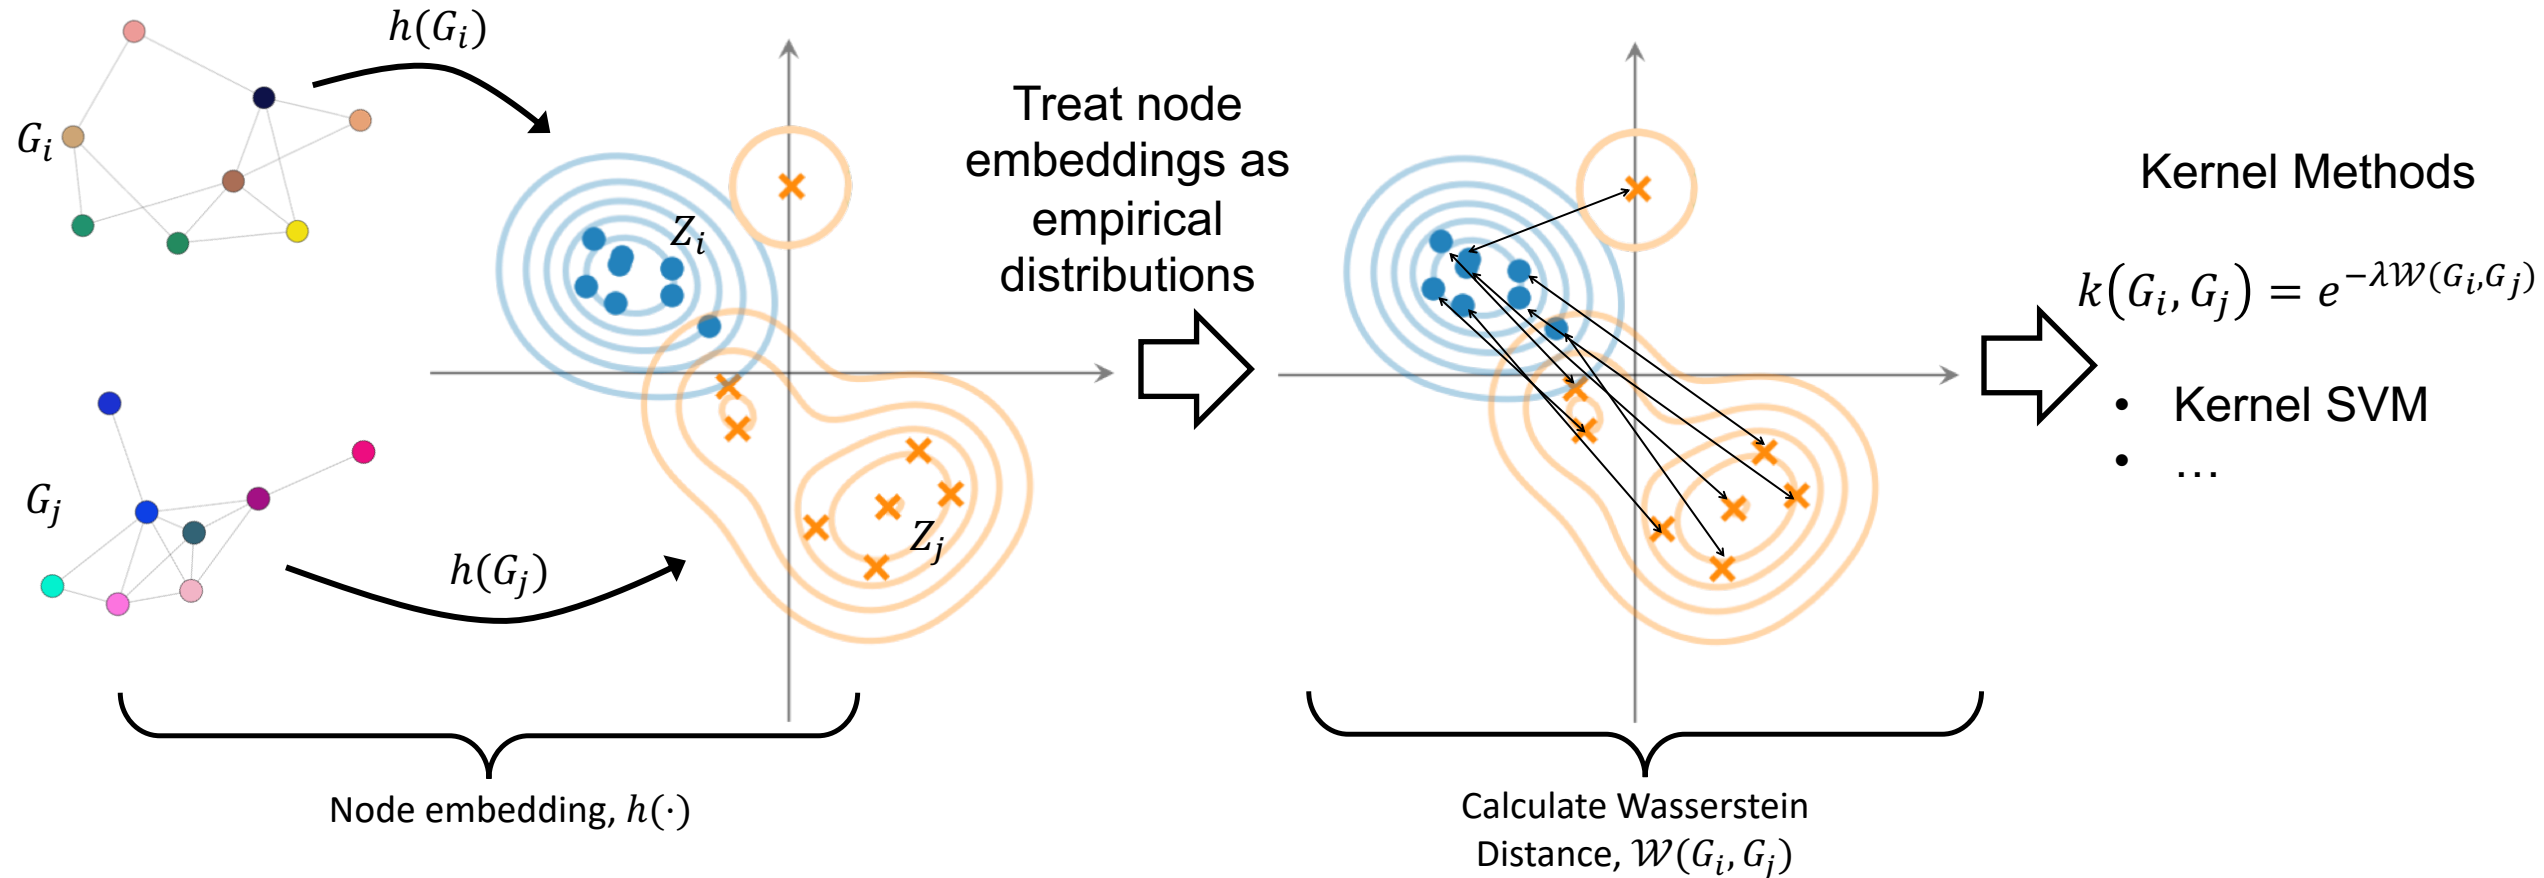 h(G_i)
G_i
Z_i
G_j
h(G_j)
Z_j
Node embedding, h(·)
Treat node
embeddings as
empirical
distributions
Calculate Wasserstein
Distance, 𝒲(G_i, G_j)
Kernel Methods
k(G_i, G_j) = e^{-λ𝒲(G_i,G_j)}
• Kernel SVM
• …